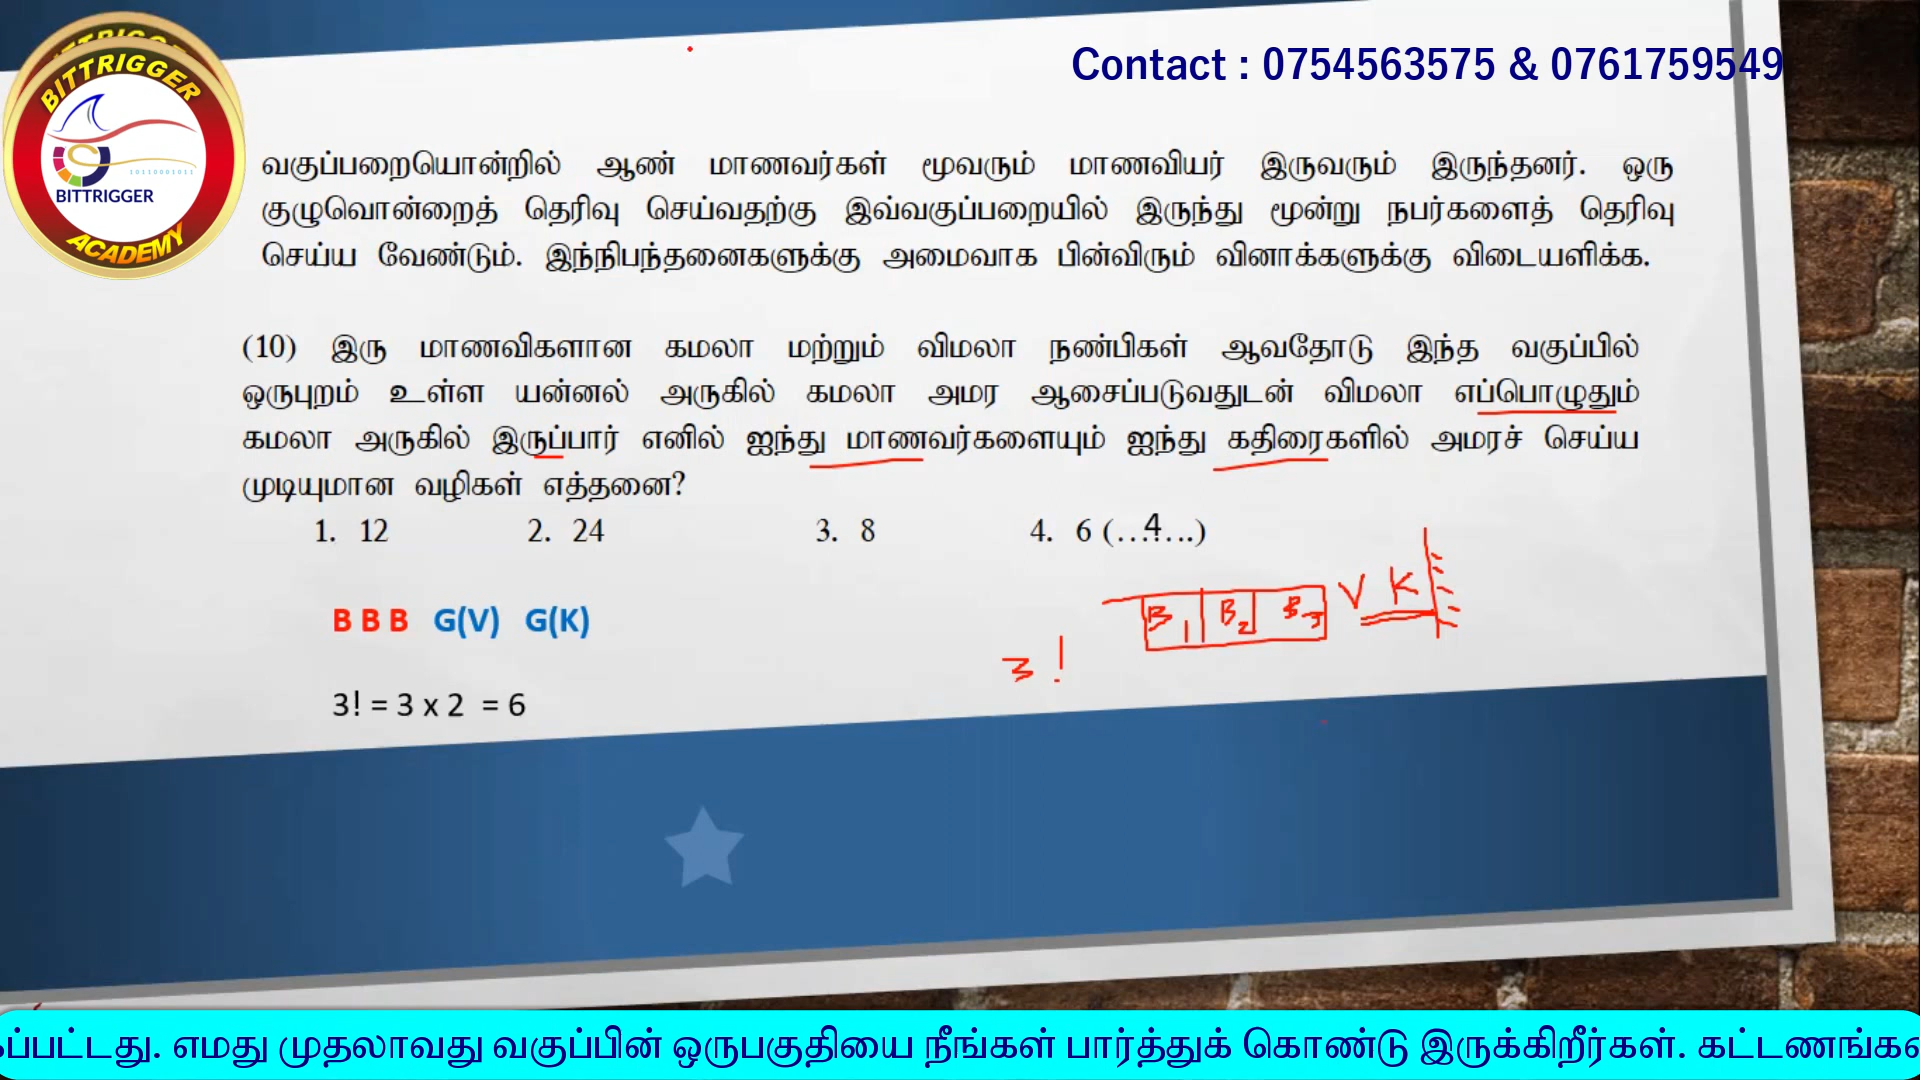 BITTRIGGER
BITTRIGGER
10110001011
BITTRIGGER
ACADEMY
Contact : 0754563575 & 0761759549
வகுப்பறையொன்றில் ஆண் மாணவர்கள் மூவரும் மாணவியர் இருவரும் இருந்தனர். ஒரு
குழுவொன்றைத் தெரிவு செய்வதற்கு இவ்வகுப்பறையில் இருந்து மூன்று நபர்களைத் தெரிவு
செய்ய வேண்டும். இந்நிபந்தனைகளுக்கு அமைவாக பின்விரும் வினாக்களுக்கு விடையளிக்க.
(10) இரு மாணவிகளான கமலா மற்றும் விமலா நண்பிகள் ஆவதோடு இந்த வகுப்பில்
ஒருபுறம் உள்ள யன்னல் அருகில் கமலா அமர ஆசைப்படுவதுடன் விமலா எப்பொழுதும்
கமலா அருகில் இருப்பார் எனில் ஐந்து மாணவர்களையும் ஐந்து கதிரைகளில் அமரச் செய்ய
முடியுமான வழிகள் எத்தனை?
1. 12 2. 24 3. 8 4. 6 (...4....)
B B B G(V) G(K)
B1 B2 B3 V K
3 !
3! = 3 x 2 = 6
கப்பட்டது. எமது முதலாவது வகுப்பின் ஒருபகுதியை நீங்கள் பார்த்துக் கொண்டு இருக்கிறீர்கள். கட்டணங்க